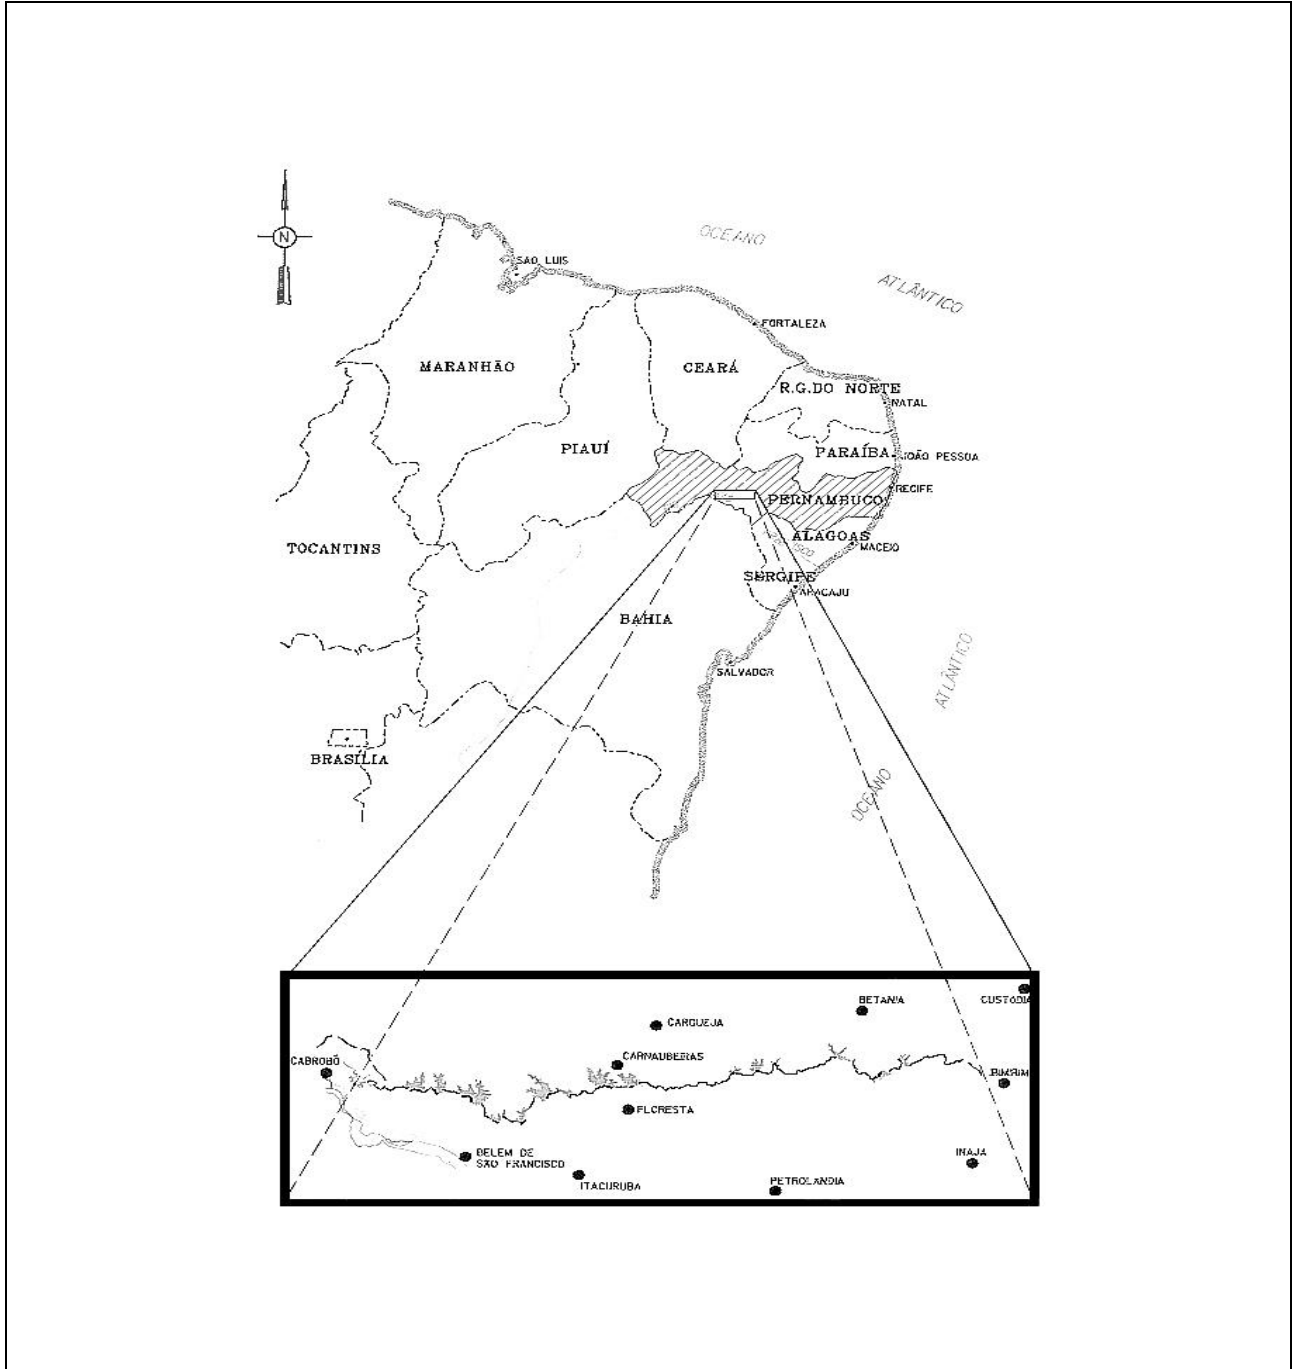 N
OCEANO
ATLÂNTICO
SÃO LUIS
FORTALEZA
MARANHÃO
CEARÁ
R.G.DO NORTE
NATAL
PIAUÍ
PARAÍBA
JOÃO PESSOA
RECIFE
PERNAMBUCO
TOCANTINS
ALAGOAS
MACEIO
SERGIPE
ARACAJU
BAHIA
SALVADOR
ATLÂNTICO
BRASÍLIA
OCEANO
BETANIA
CUSTODIA
CARQUEJA
CABROBÓ
CARNAUBEIRAS
IBIMIRIM
FLORESTA
BELEM DE
SÃO FRANCISCO
INAJA
ITACURUBA
PETROLANDIA